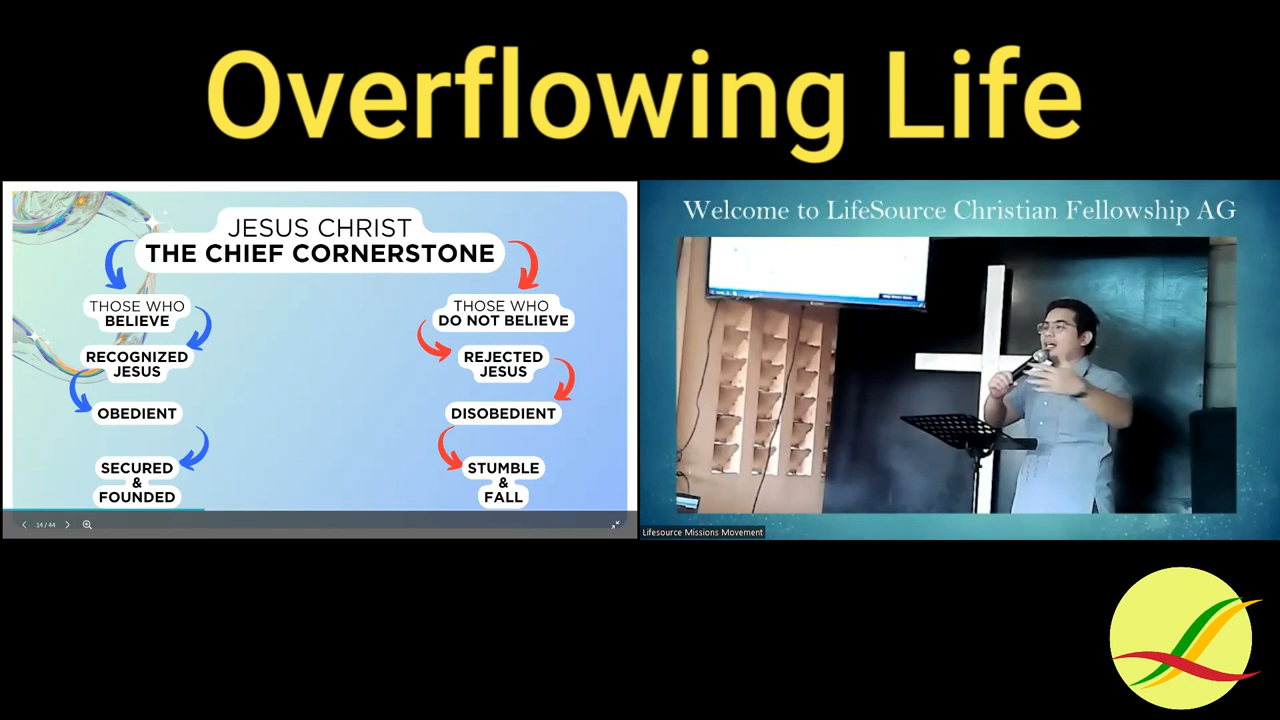 Overflowing Life
JESUS CHRIST
THE CHIEF CORNERSTONE
THOSE WHO
BELIEVE
RECOGNIZED
JESUS
OBEDIENT
SECURED
&
FOUNDED
THOSE WHO
DO NOT BELIEVE
REJECTED
JESUS
DISOBEDIENT
STUMBLE
&
FALL
14 / 44
Welcome to LifeSource Christian Fellowship AG
Lifesource Missions Movement